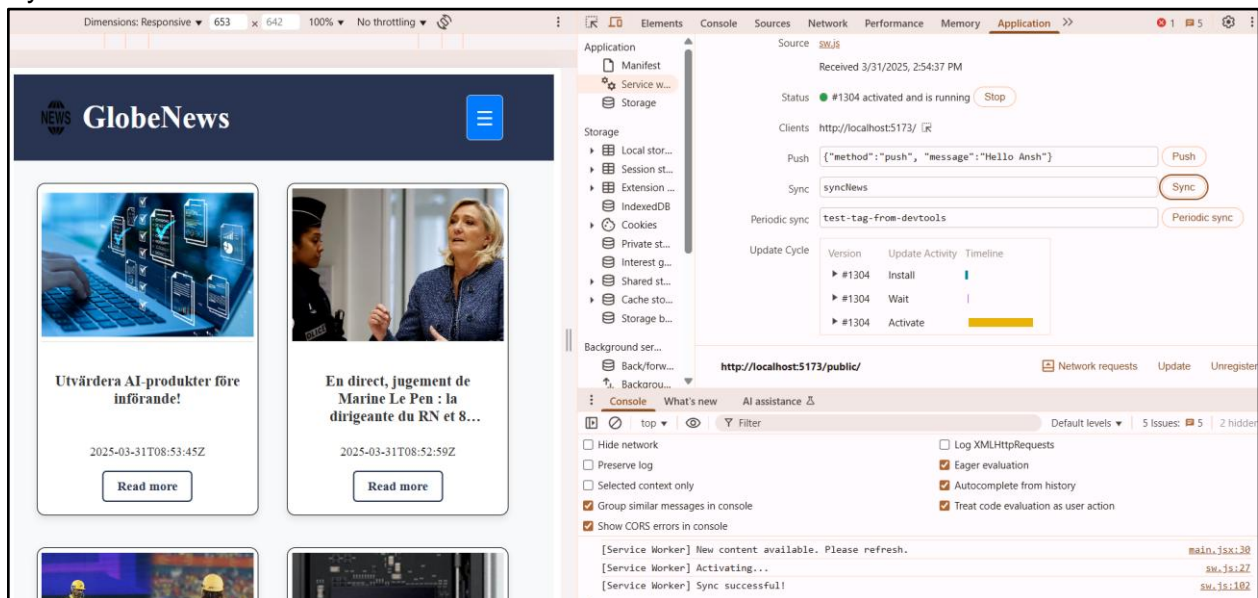 Dimensions: Responsive ▼ 653 x 642 100% ▼ No throttling ▼
Elements Console Sources Network Performance Memory Application >> 1 5
NEWS GlobeNews ☰
Utvärdera AI-produkter före
införande!
2025-03-31T08:53:45Z
Read more
En direct, jugement de
Marine Le Pen : la
dirigeante du RN et 8…
2025-03-31T08:52:59Z
Read more
Application
Manifest
Service w...
Storage
Storage
Local stor...
Session st...
Extension ...
IndexedDB
Cookies
Private st...
Interest g...
Shared st...
Cache sto...
Storage b...
Background ser...
Back/forw...
Source sw.js
Received 3/31/2025, 2:54:37 PM
Status #1304 activated and is running Stop
Clients http://localhost:5173/
Push {"method":"push", "message":"Hello Ansh"} Push
Sync syncNews Sync
Periodic sync test-tag-from-devtools Periodic sync
Update Cycle Version Update Activity Timeline
#1304 Install
#1304 Wait
#1304 Activate
http://localhost:5173/public/ Network requests Update Unregister
Console What's new AI assistance
top ▼ Filter Default levels ▼ 5 Issues: 5 2 hidden
Hide network Log XMLHttpRequests
Preserve log Eager evaluation
Selected context only Autocomplete from history
Group similar messages in console Treat code evaluation as user action
Show CORS errors in console
[Service Worker] New content available. Please refresh. main.jsx:30
[Service Worker] Activating... sw.js:27
[Service Worker] Sync successful! sw.js:102